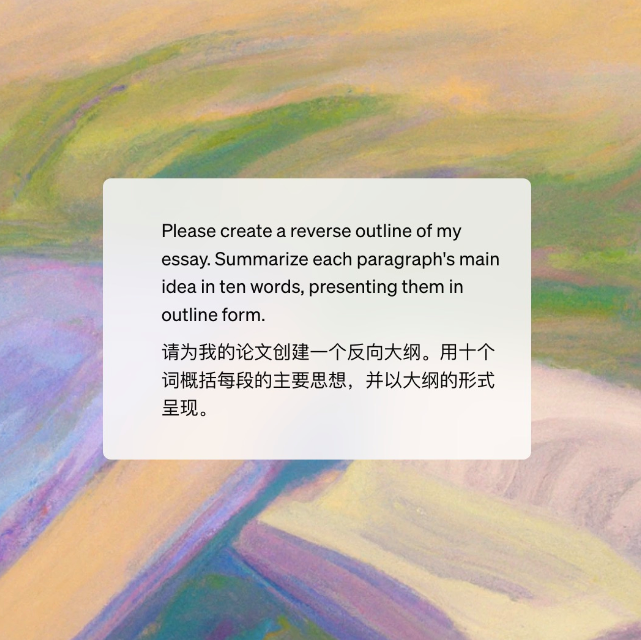 Please create a reverse outline of my
essay. Summarize each paragraph's main
idea in ten words, presenting them in
outline form.
请为我的论文创建一个反向大纲。用十个
词概括每段的主要思想，并以大纲的形式
呈现。